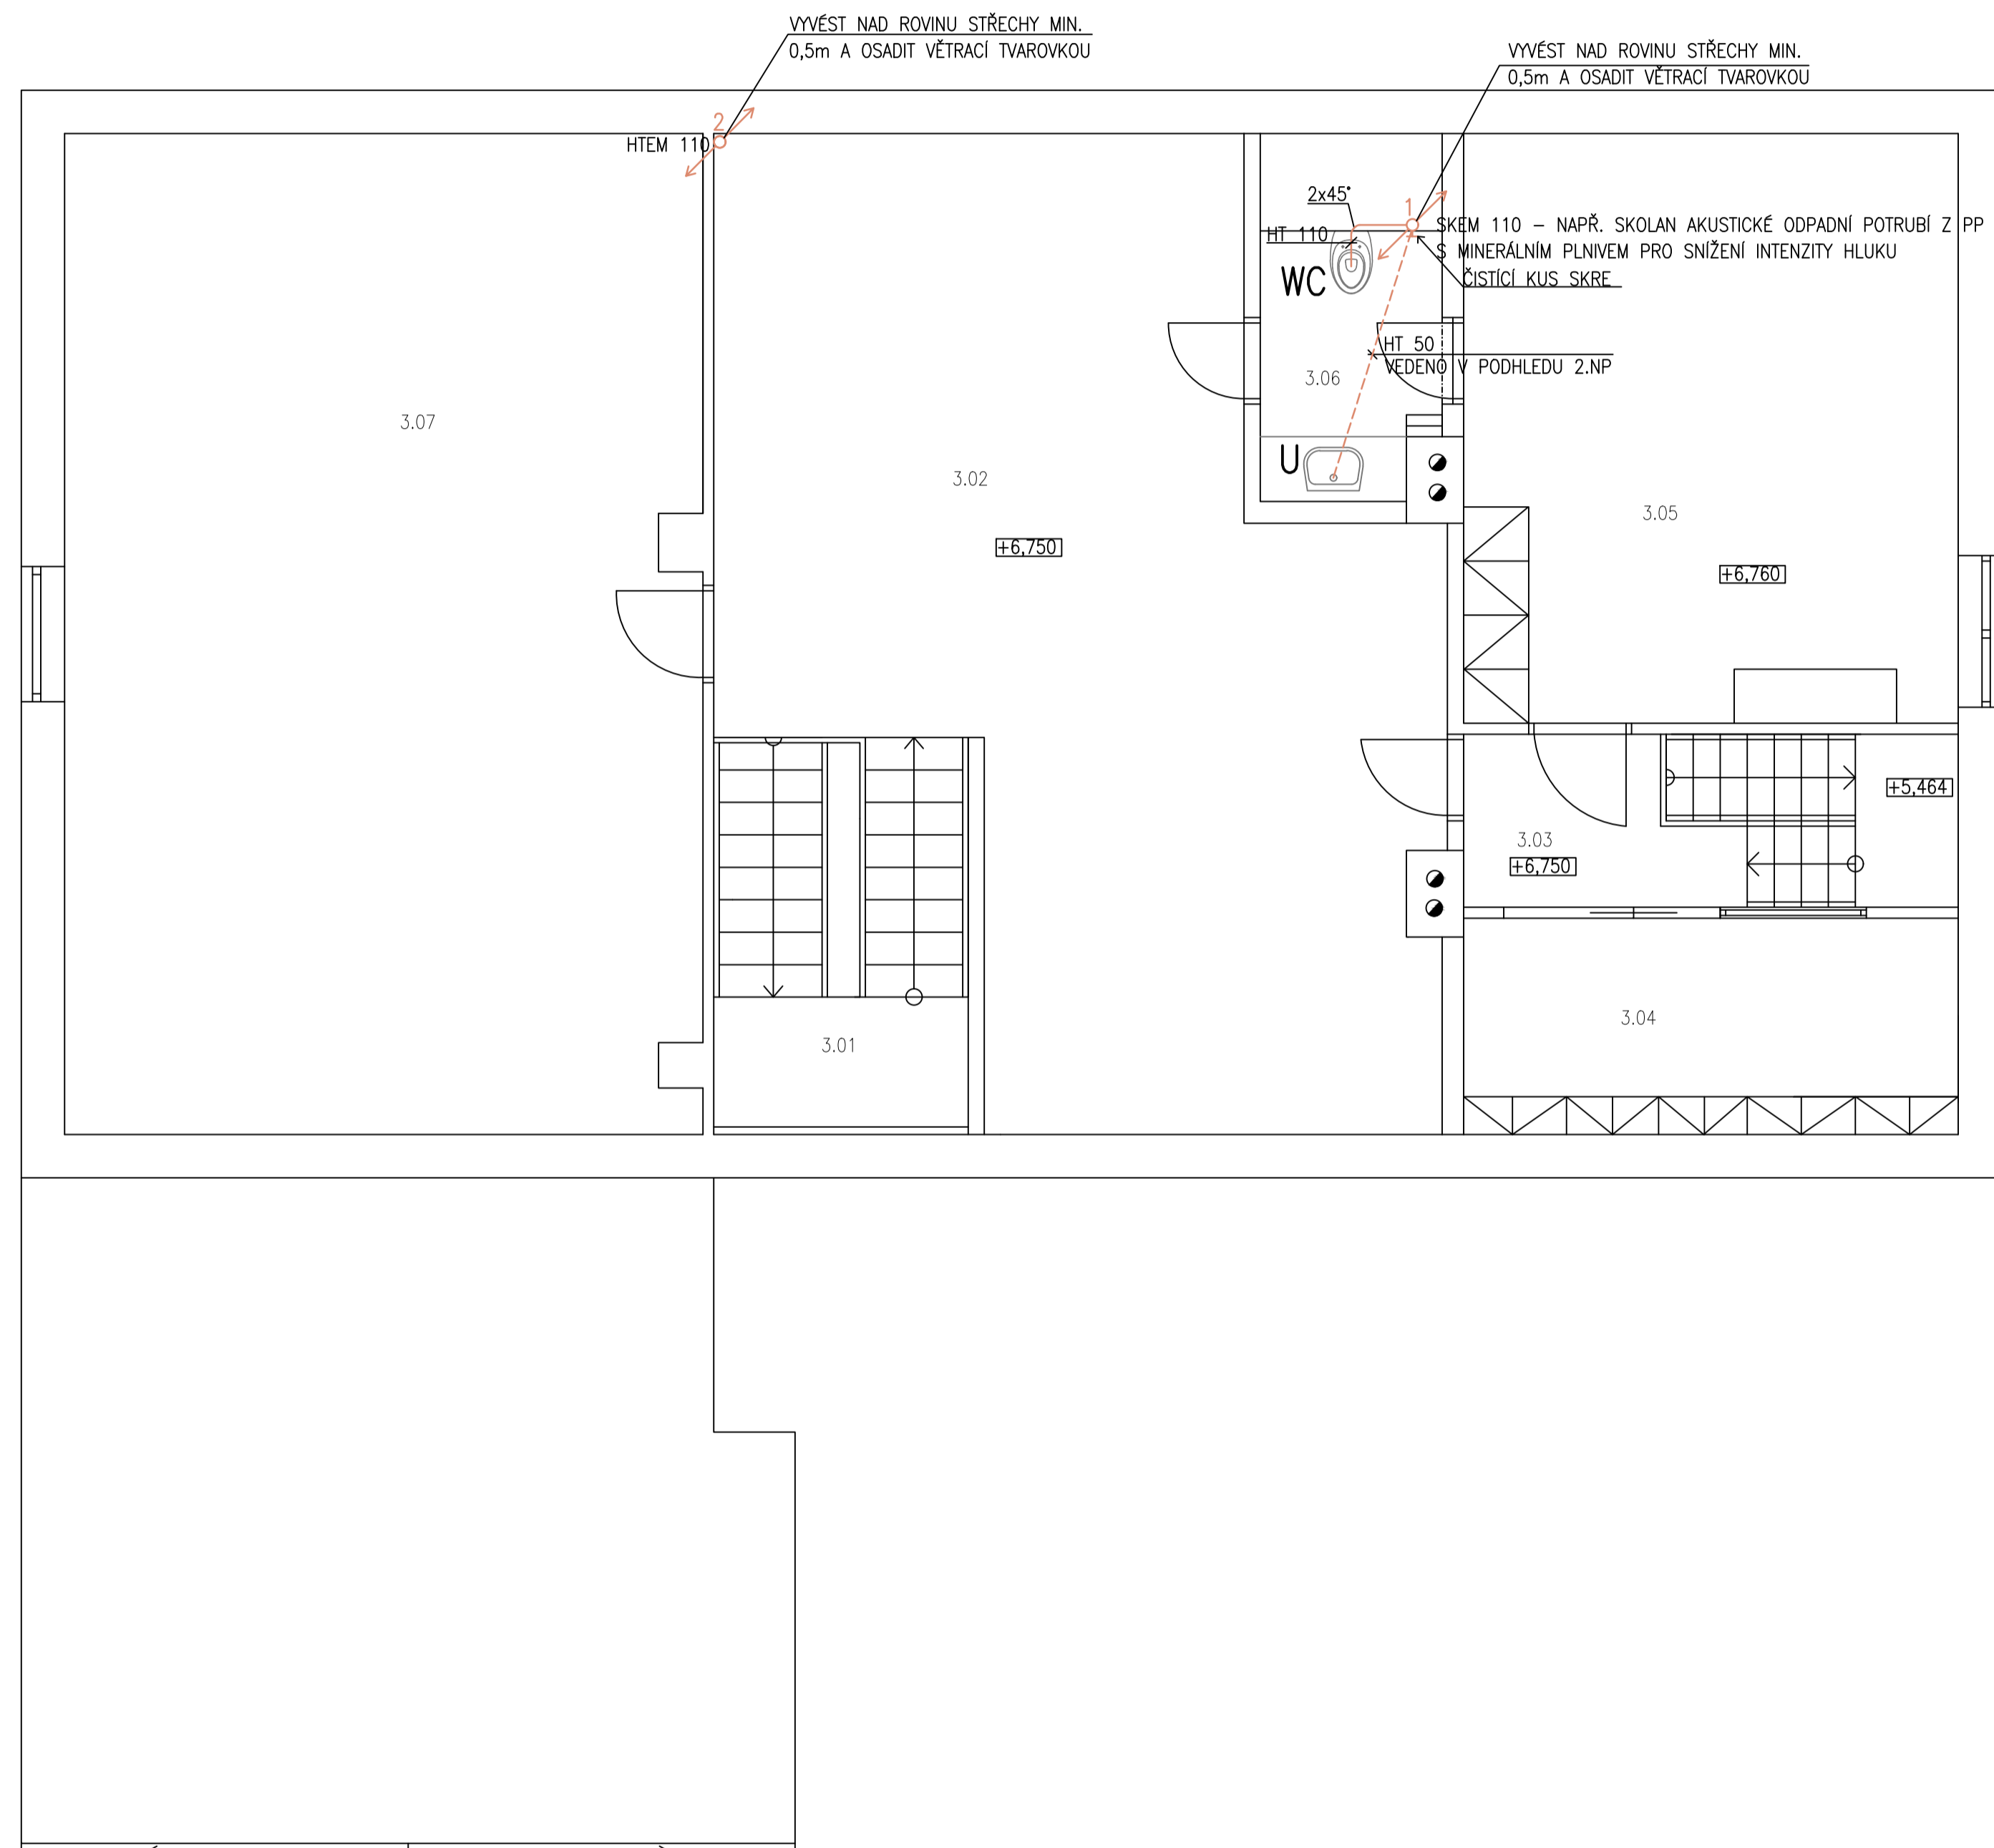 VYVÉST NAD ROVINU STŘECHY MIN.
0,5m A OSADIT VĚTRACÍ TVAROVKOU
VYVÉST NAD ROVINU STŘECHY MIN.
0,5m A OSADIT VĚTRACÍ TVAROVKOU
2
HTEM 110
2x45°
1
HT 110
SKEM 110 – NAPŘ. SKOLAN AKUSTICKÉ ODPADNÍ POTRUBÍ Z PP
S MINERÁLNÍM PLNIVEM PRO SNÍŽENÍ INTENZITY HLUKU
ČISTÍCÍ KUS SKRE
WC
HT 50
VEDENO V PODHLEDU 2.NP
3.06
3.07
U
3.02
3.05
+6,750
+6,760
+5,464
3.03
+6,750
3.04
3.01